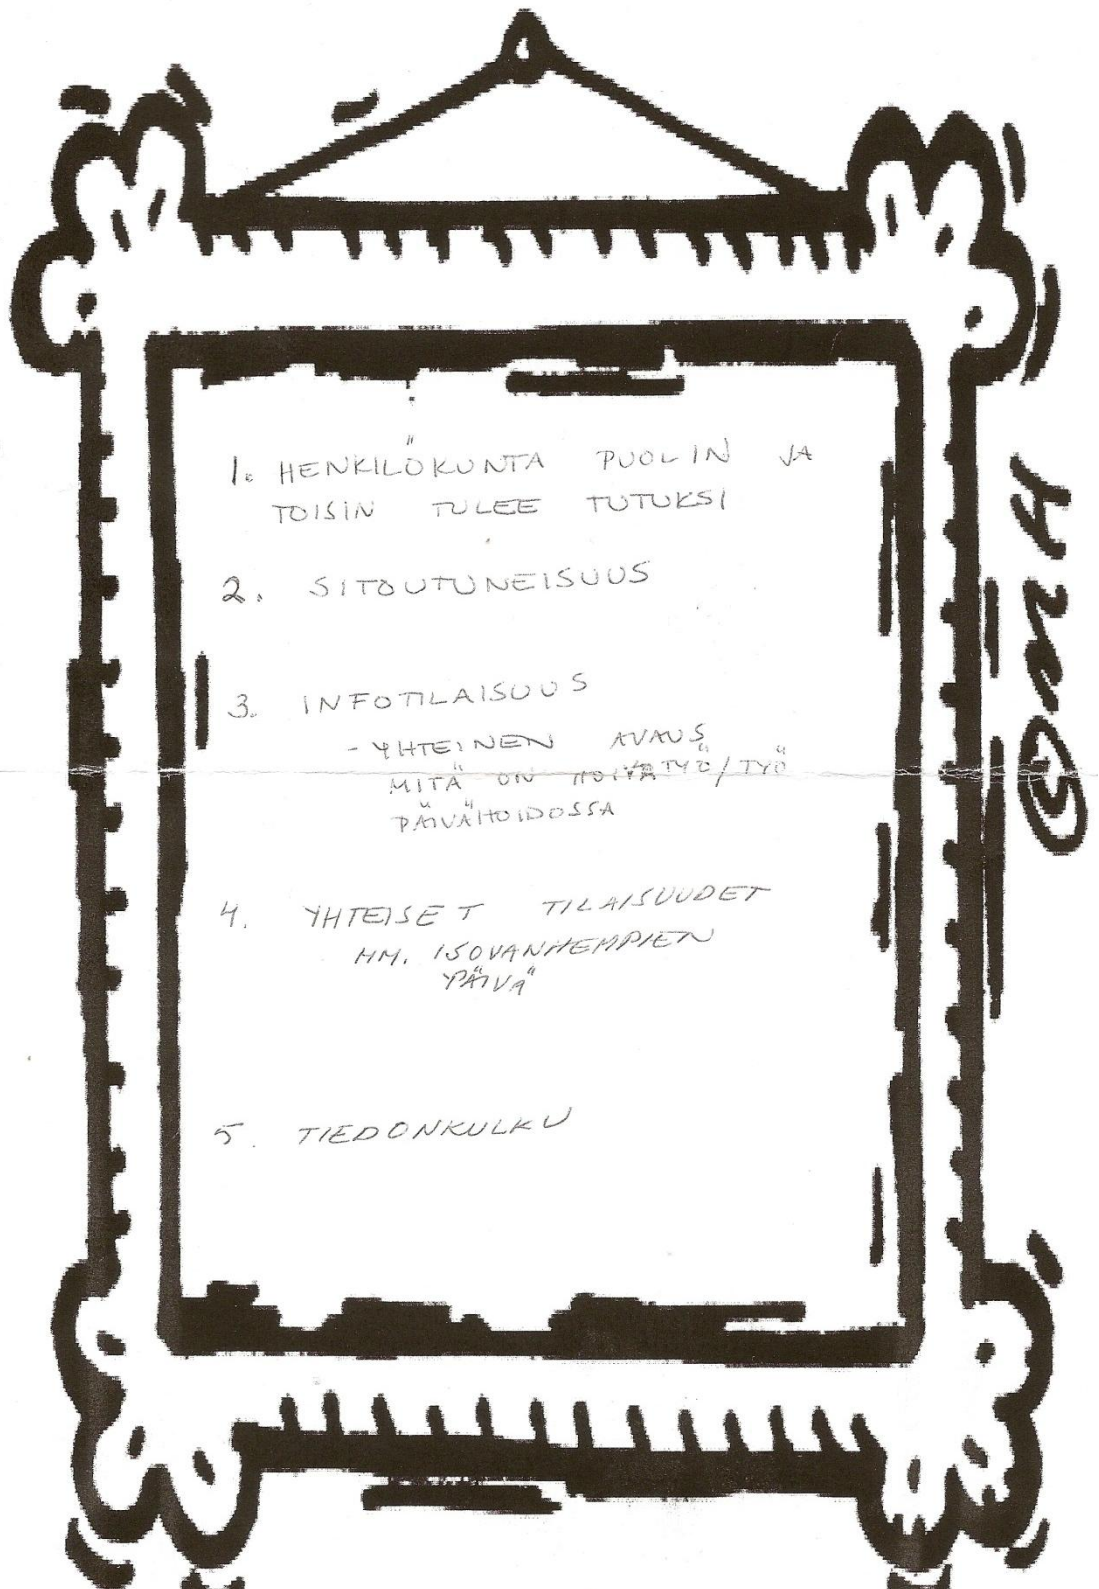 1. HENKILÖKUNTA PUOLIN JA
TOISIN TULEE TUTUKSI
2. SITOUTUNEISUUS
3. INFOTILAISUUS
- YHTEINEN AVAUS
MITÄ ON HOIVATYÖ/TYÖ
PÄIVÄHOIDOSSA
4. YHTEISET TILAISUUDET
MM. ISOVANHEMPIEN
PÄIVÄ
5. TIEDONKULKU